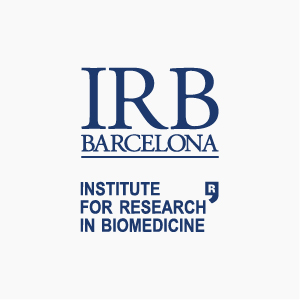 IRB
BARCELONA
INSTITUTE
FOR RESEARCH
IN BIOMEDICINE
R